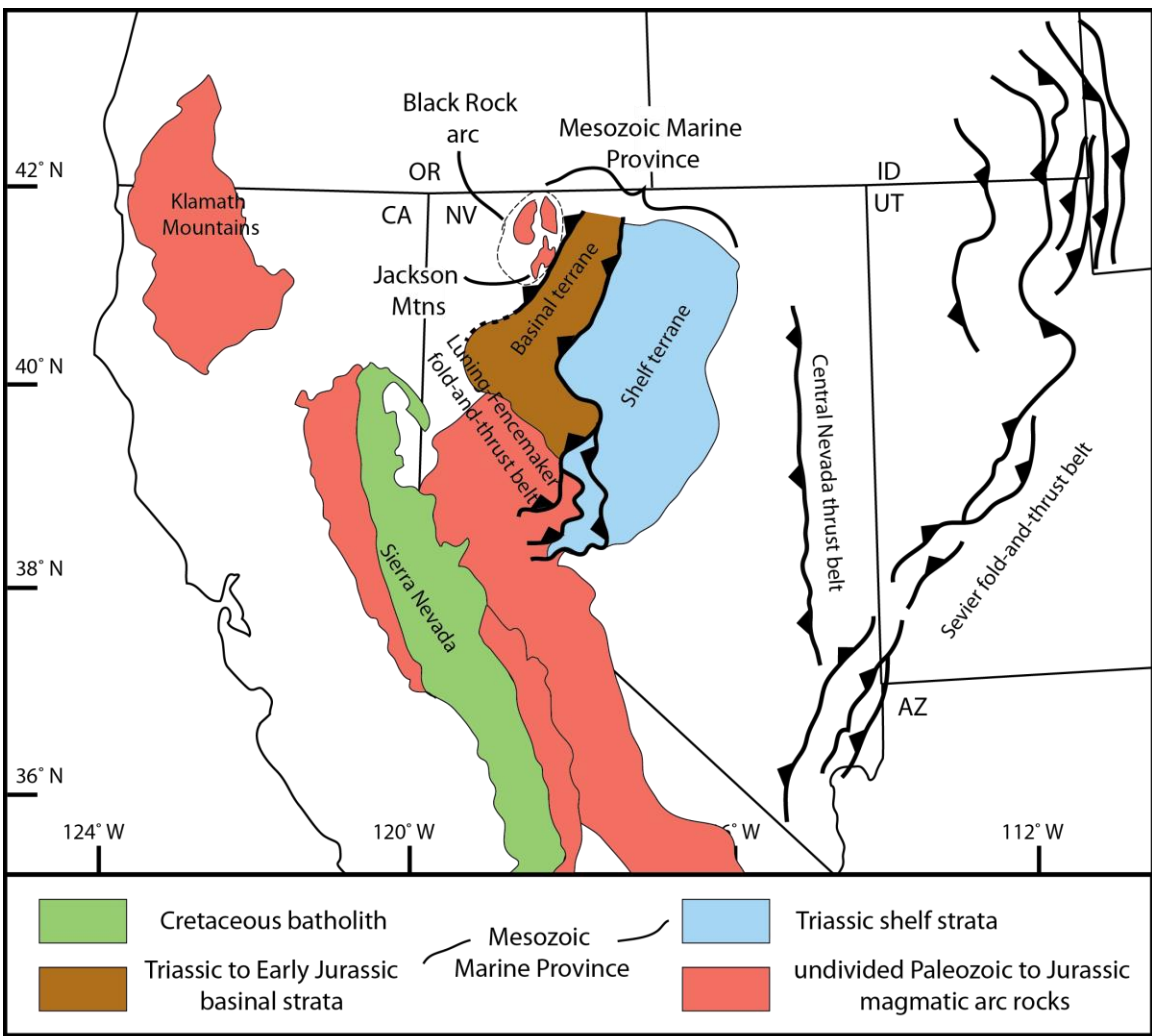 Black Rock
arc
Mesozoic Marine
Province
42° N
OR
ID
Klamath
Mountains
CA
NV
UT
Jackson
Mtns
Basinal terrane
Shelf terrane
40° N
Luning-Fencemaker
fold-and-thrust belt
Central Nevada thrust belt
Sierra Nevada
Sevier fold-and-thrust belt
38° N
AZ
36° N
124° W
120° W
6° W
112° W
Cretaceous batholith
Triassic to Early Jurassic
basinal strata
Mesozoic
Marine Province
Triassic shelf strata
undivided Paleozoic to Jurassic
magmatic arc rocks